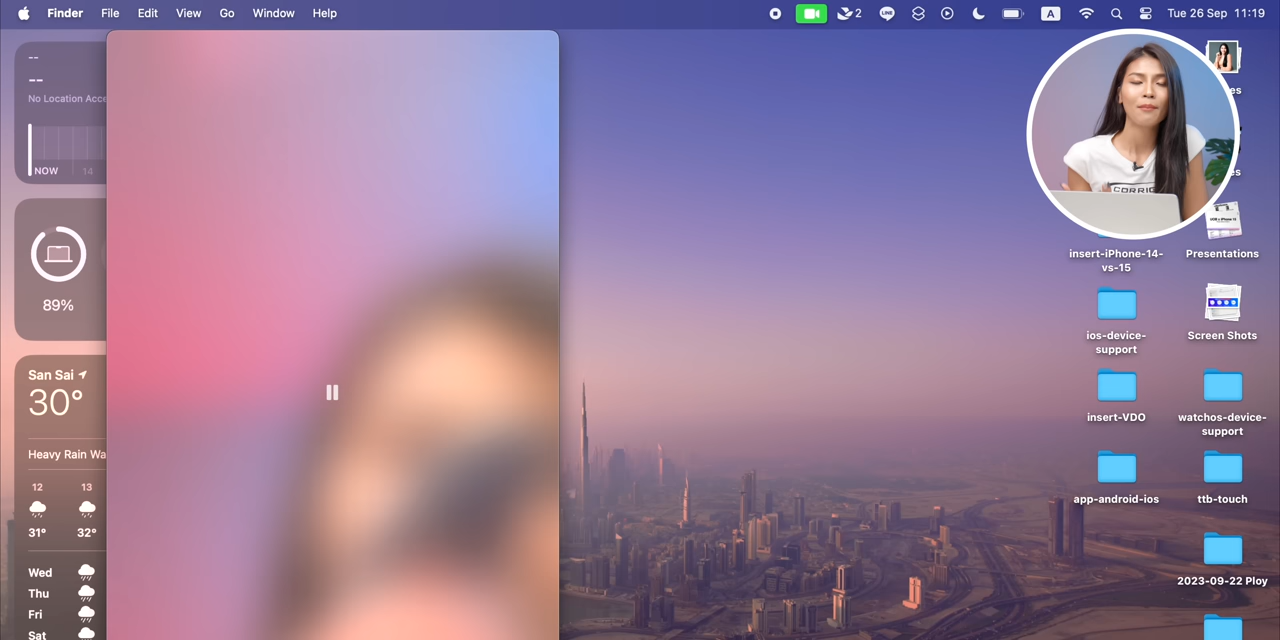 Finder File Edit View Go Window Help
2 LINE A Tue 26 Sep 11:19
--
--
No Location Acce
NOW 14
89%
San Sai
30°
Heavy Rain Wa
12 13
31° 32°
Wed
Thu
Fri
Sat
es
es
insert-iPhone-14-
vs-15
Presentations
ios-device-
support
Screen Shots
insert-VDO
watchos-device-
support
app-android-ios
ttb-touch
2023-09-22 Ploy